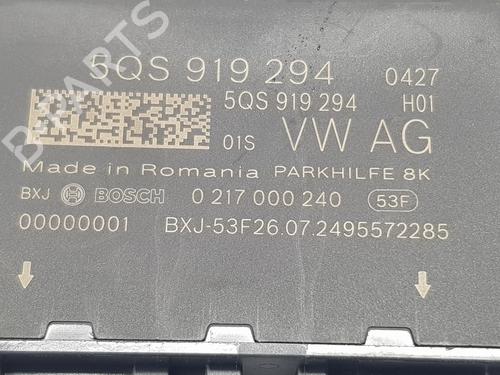 5QS 919 294 0427
5QS 919 294 H01
01S VW AG
Made in Romania PARKHILFE 8K
BXJ BOSCH 0 217 000 240 53F
00000001 BXJ-53F26.07.2495572285
B-PARTS